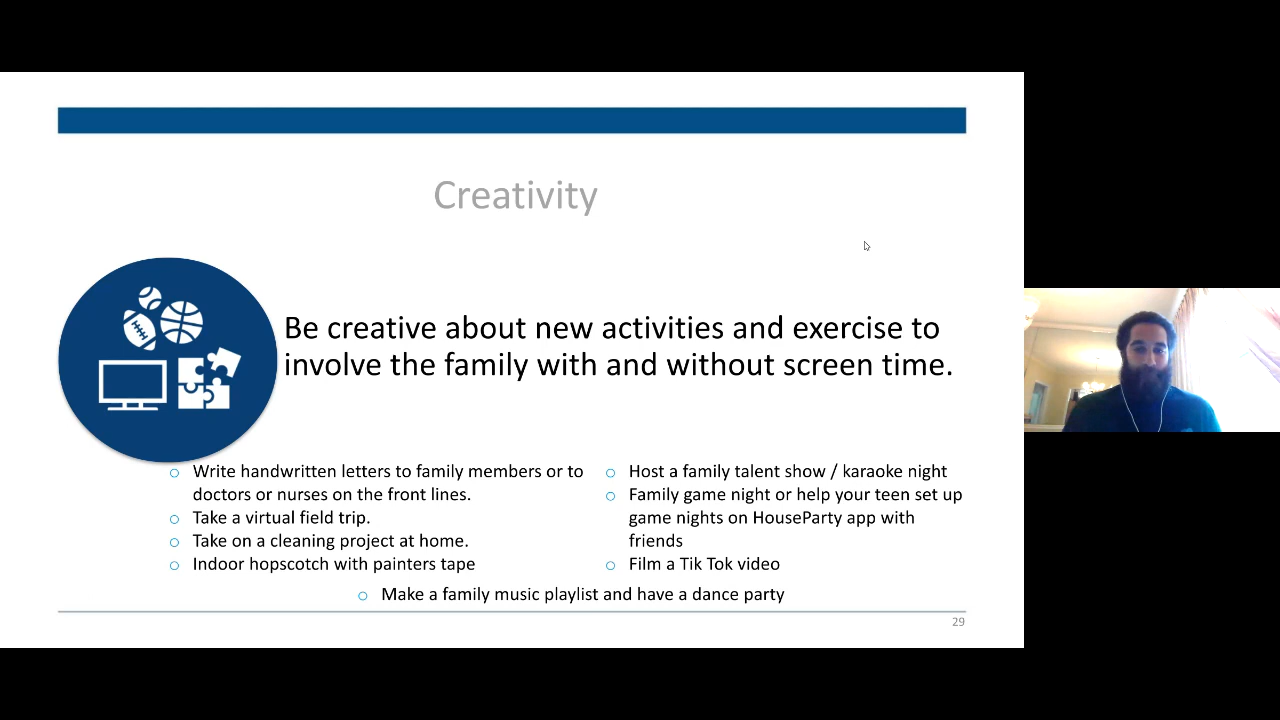 Creativity
Be creative about new activities and exercise to
involve the family with and without screen time.
Write handwritten letters to family members or to
doctors or nurses on the front lines.
Take a virtual field trip.
Take on a cleaning project at home.
Indoor hopscotch with painters tape
Host a family talent show / karaoke night
Family game night or help your teen set up
game nights on HouseParty app with
friends
Film a Tik Tok video
Make a family music playlist and have a dance party
29